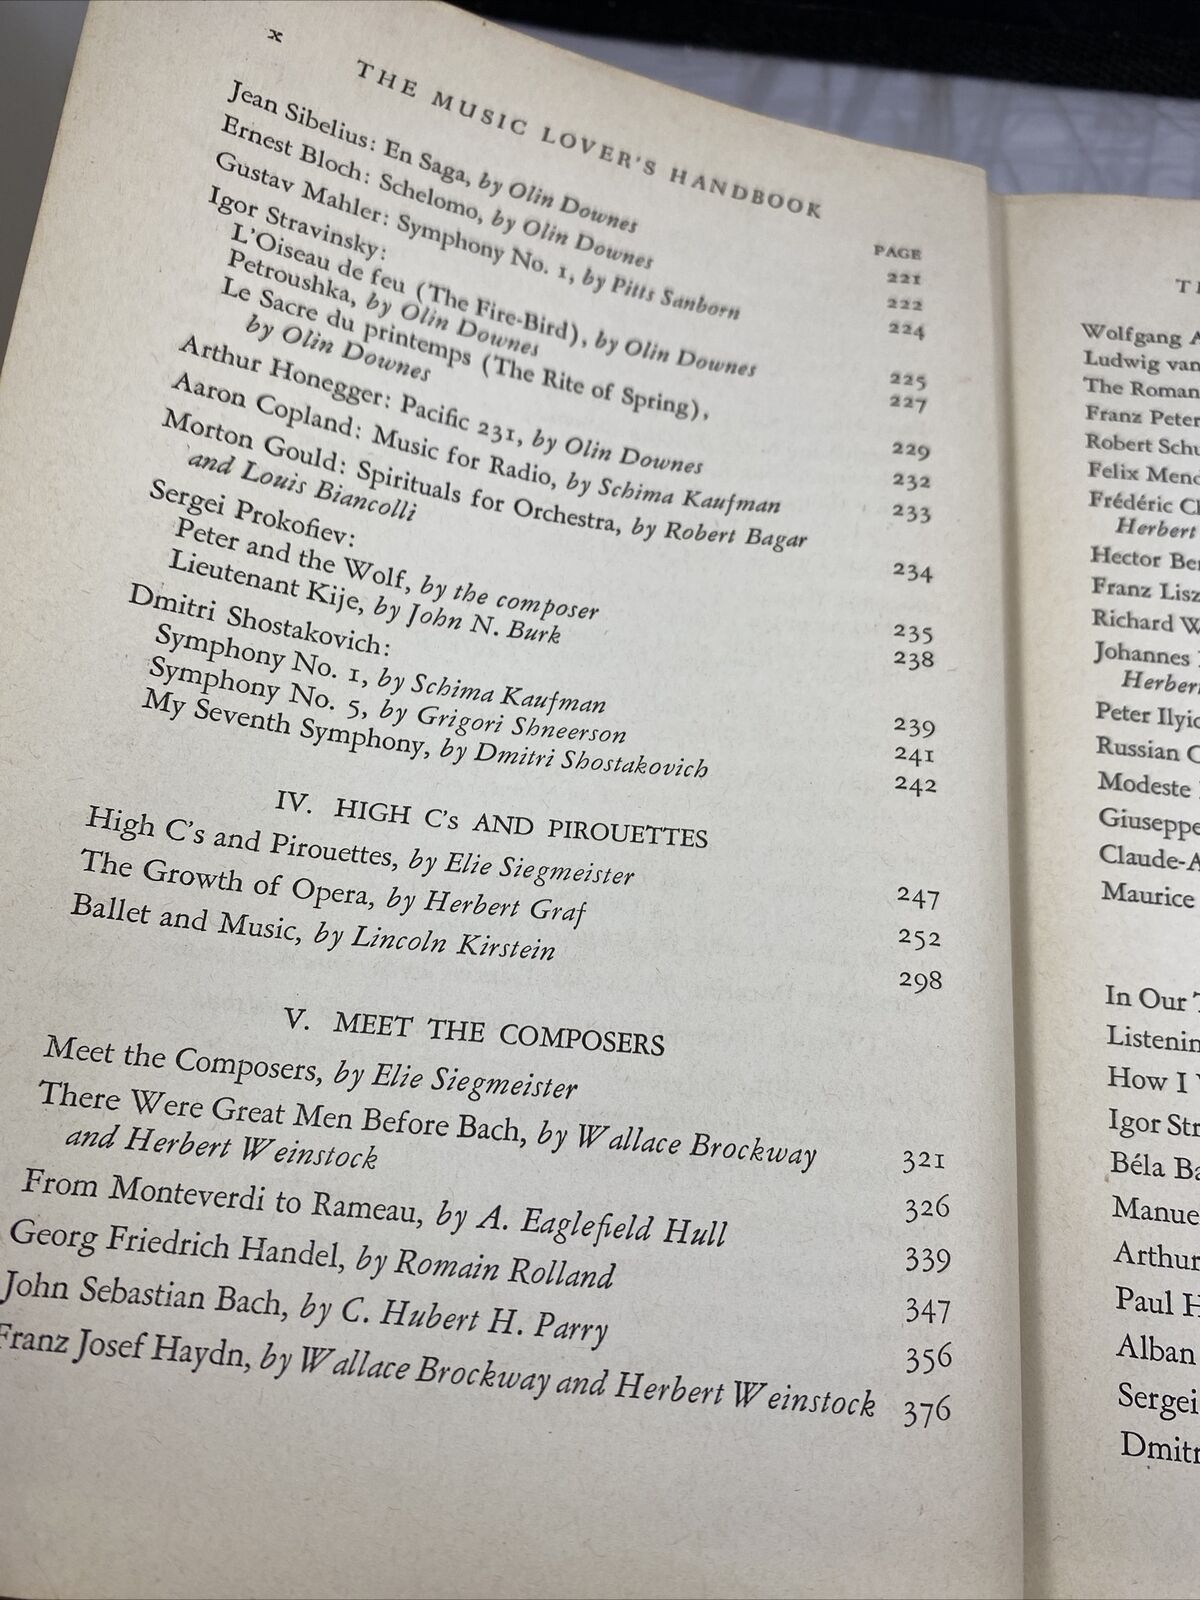 x
THE MUSIC LOVER'S HANDBOOK
PAGE
Jean Sibelius: En Saga, by Olin Downes 221
Ernest Bloch: Schelomo, by Olin Downes 222
Gustav Mahler: Symphony No. 1, by Pitts Sanborn 224
Igor Stravinsky:
L'Oiseau de feu (The Fire-Bird), by Olin Downes 225
Petroushka, by Olin Downes 227
Le Sacre du printemps (The Rite of Spring),
by Olin Downes 229
Arthur Honegger: Pacific 231, by Olin Downes 232
Aaron Copland: Music for Radio, by Schima Kaufman 233
Morton Gould: Spirituals for Orchestra, by Robert Bagar
and Louis Biancolli 234
Sergei Prokofiev:
Peter and the Wolf, by the composer 235
Lieutenant Kije, by John N. Burk 238
Dmitri Shostakovich:
Symphony No. 1, by Schima Kaufman 239
Symphony No. 5, by Grigori Shneerson 241
My Seventh Symphony, by Dmitri Shostakovich 242
IV. HIGH C's AND PIROUETTES
High C's and Pirouettes, by Elie Siegmeister 247
The Growth of Opera, by Herbert Graf 252
Ballet and Music, by Lincoln Kirstein 298
V. MEET THE COMPOSERS
Meet the Composers, by Elie Siegmeister 321
There Were Great Men Before Bach, by Wallace Brockway
and Herbert Weinstock 326
From Monteverdi to Rameau, by A. Eaglefield Hull 339
Georg Friedrich Handel, by Romain Rolland 347
John Sebastian Bach, by C. Hubert H. Parry 356
Franz Josef Haydn, by Wallace Brockway and Herbert Weinstock 376
Wolfgang A
Ludwig van
The Roman
Franz Peter
Robert Schu
Felix Mend
Frédéric Ch
Herbert
Hector Ber
Franz Lisz
Richard W
Johannes
Herbert
Peter Ilyic
Russian C
Modeste
Giuseppe
Claude-A
Maurice
In Our T
Listenin
How I
Igor Str
Béla Ba
Manue
Arthur
Paul H
Alban
Sergei
Dmitr